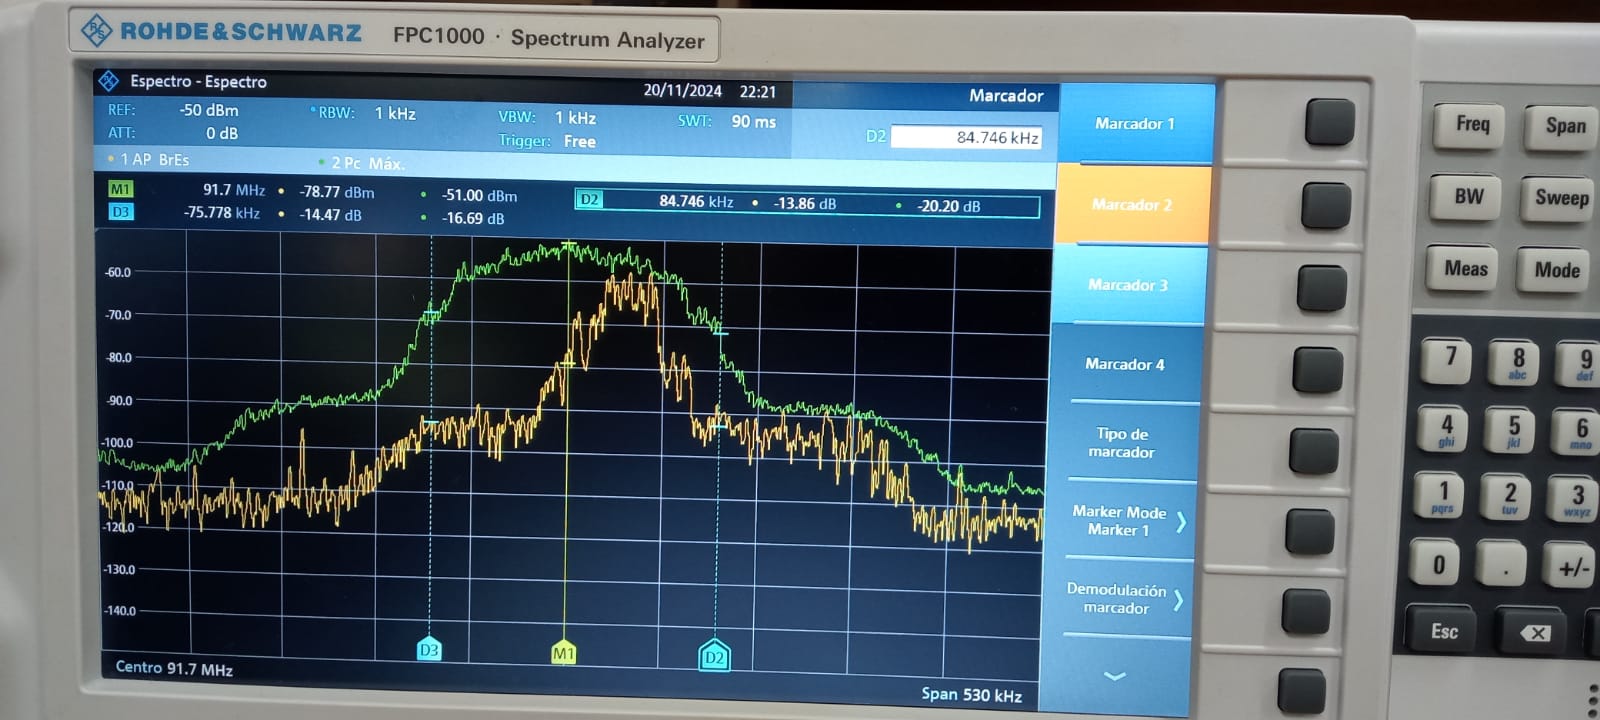 ROHDE&SCHWARZ FPC1000 · Spectrum Analyzer
Espectro - Espectro 20/11/2024 22:21 Marcador
REF: -50 dBm RBW: 1 kHz VBW: 1 kHz SWT: 90 ms
ATT: 0 dB Trigger: Free D2 84.746 kHz
1 AP BrEs 2 Pc Máx.
M1 91.7 MHz -78.77 dBm -51.00 dBm D2 84.746 kHz -13.86 dB -20.20 dB
D3 -75.778 kHz -14.47 dB -16.69 dB
-60.0
-70.0
-80.0
-90.0
-100.0
-110.0
-120.0
-130.0
-140.0
D3 M1 D2
Centro 91.7 MHz Span 530 kHz
Marcador 1
Marcador 2
Marcador 3
Marcador 4
Tipo de
marcador
Marker Mode
Marker 1
Demodulación
marcador
Freq Span
BW Sweep
Meas Mode
7 8 9
abc def
4 5 6
ghi jkl mno
1 2 3
pqrs tuv wxyz
0 . +/-
Esc